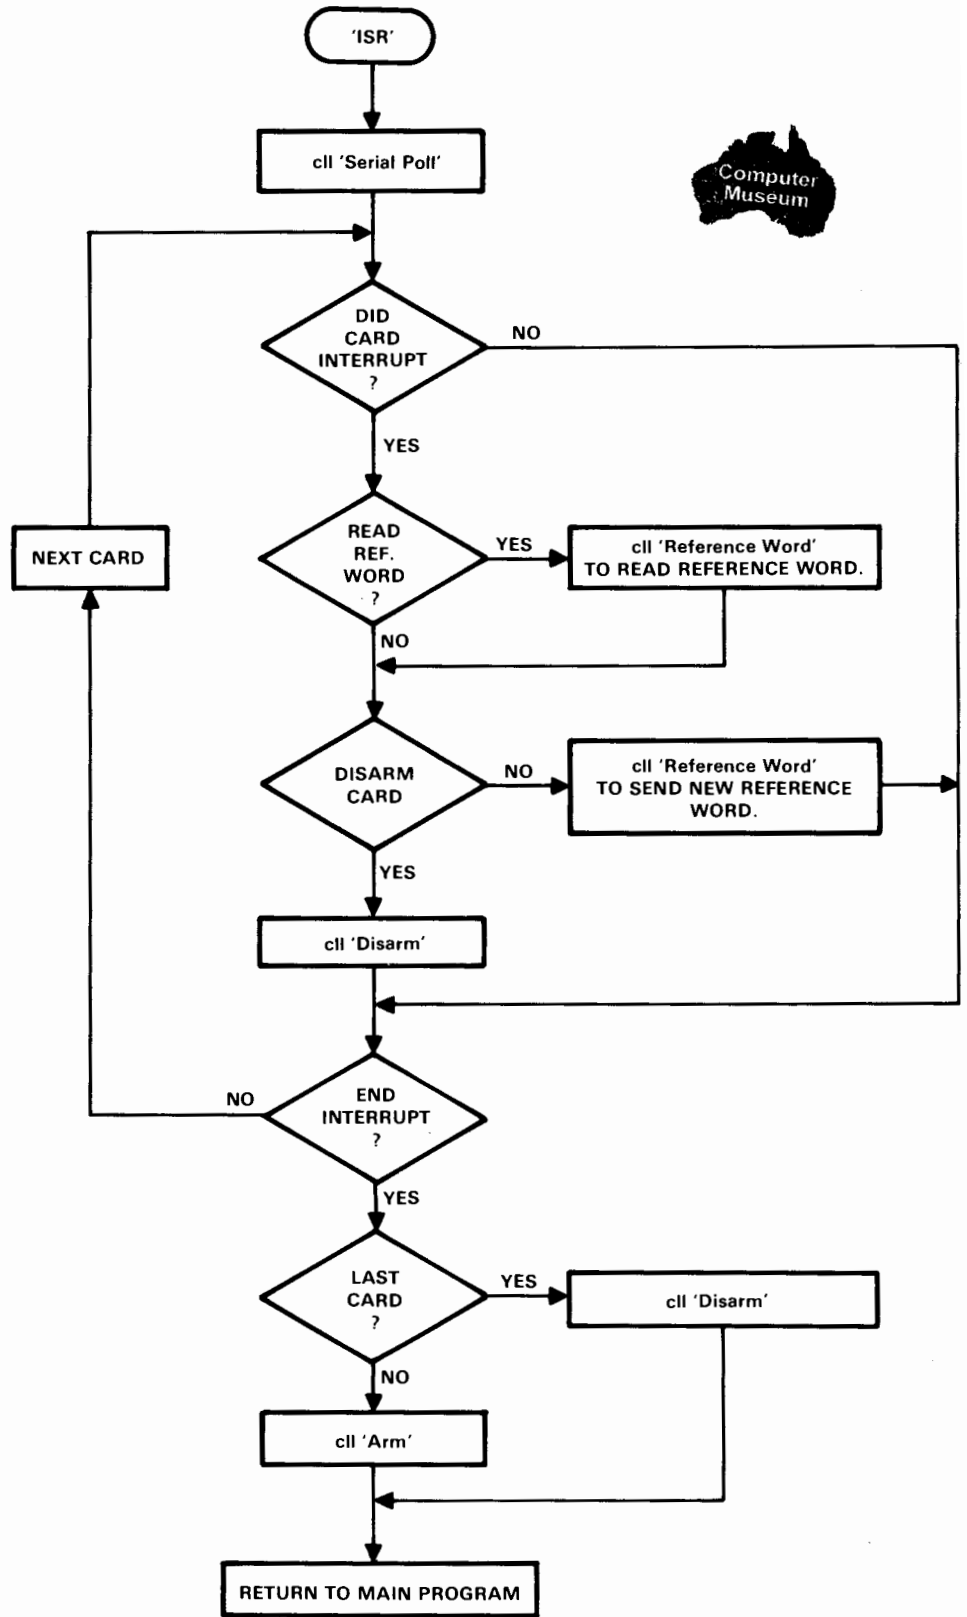 'ISR'
cll 'Serial Poll'
Computer
Museum
DID
CARD
INTERRUPT
?
NO
YES
NEXT CARD
READ
REF.
WORD
?
YES
cll 'Reference Word'
TO READ REFERENCE WORD.
NO
DISARM
CARD
NO
cll 'Reference Word'
TO SEND NEW REFERENCE
WORD.
YES
cll 'Disarm'
NO
END
INTERRUPT
?
YES
LAST
CARD
?
YES
cll 'Disarm'
NO
cll 'Arm'
RETURN TO MAIN PROGRAM